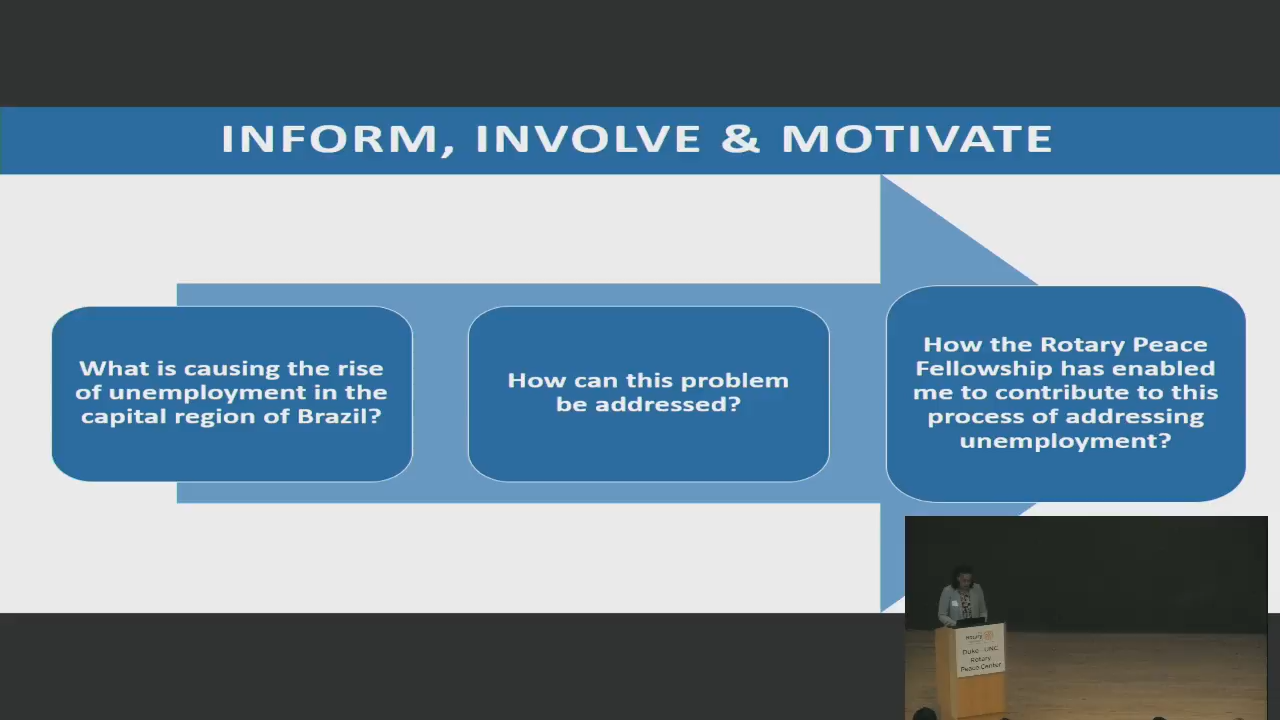 INFORM, INVOLVE & MOTIVATE
What is causing the rise
of unemployment in the
capital region of Brazil?
How can this problem
be addressed?
How the Rotary Peace
Fellowship has enabled
me to contribute to this
process of addressing
unemployment?
Rotary
Duke - UNC
Rotary
Peace Center